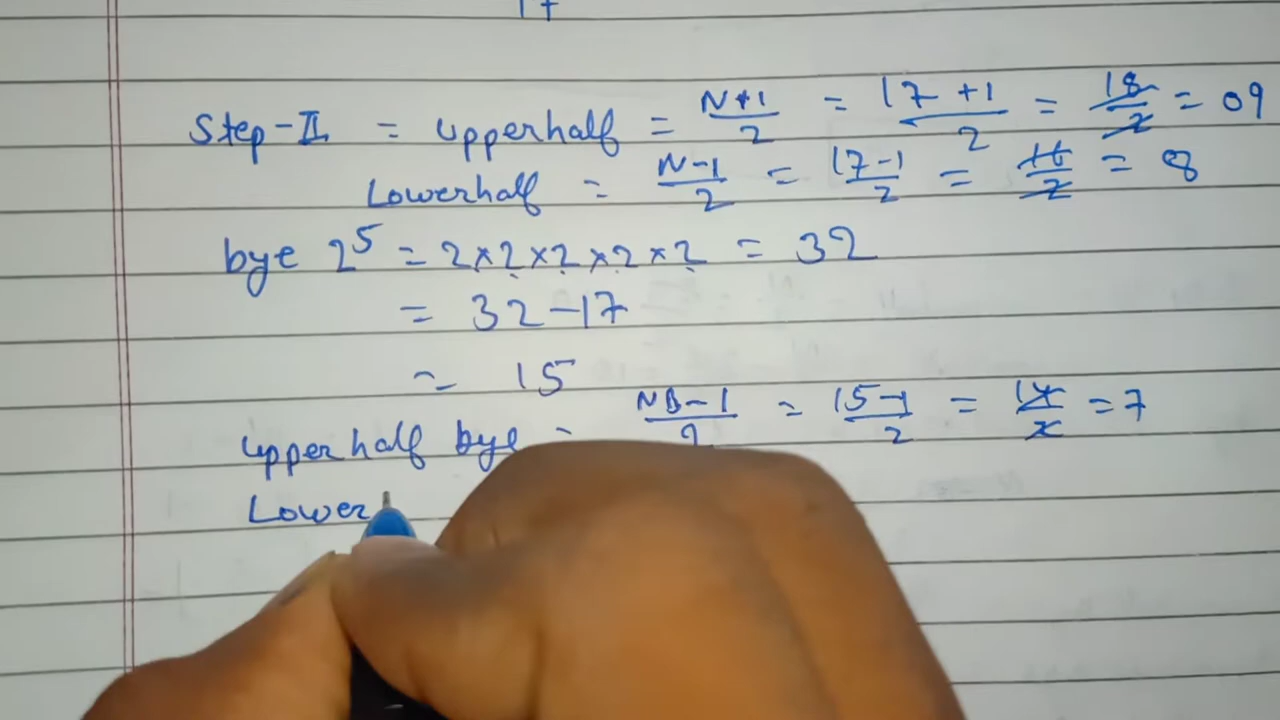 17
Step-II = upperhalf = N+1/2 = 17+1/2 = 18/2 = 09
Lowerhalf = N-1/2 = 17-1/2 = 16/2 = 8
bye 2⁵ = 2×2×2×2×2 = 32
= 32-17
= 15
upperhalf bye = NB-1/2 = 15-1/2 = 14/2 = 7
Lower